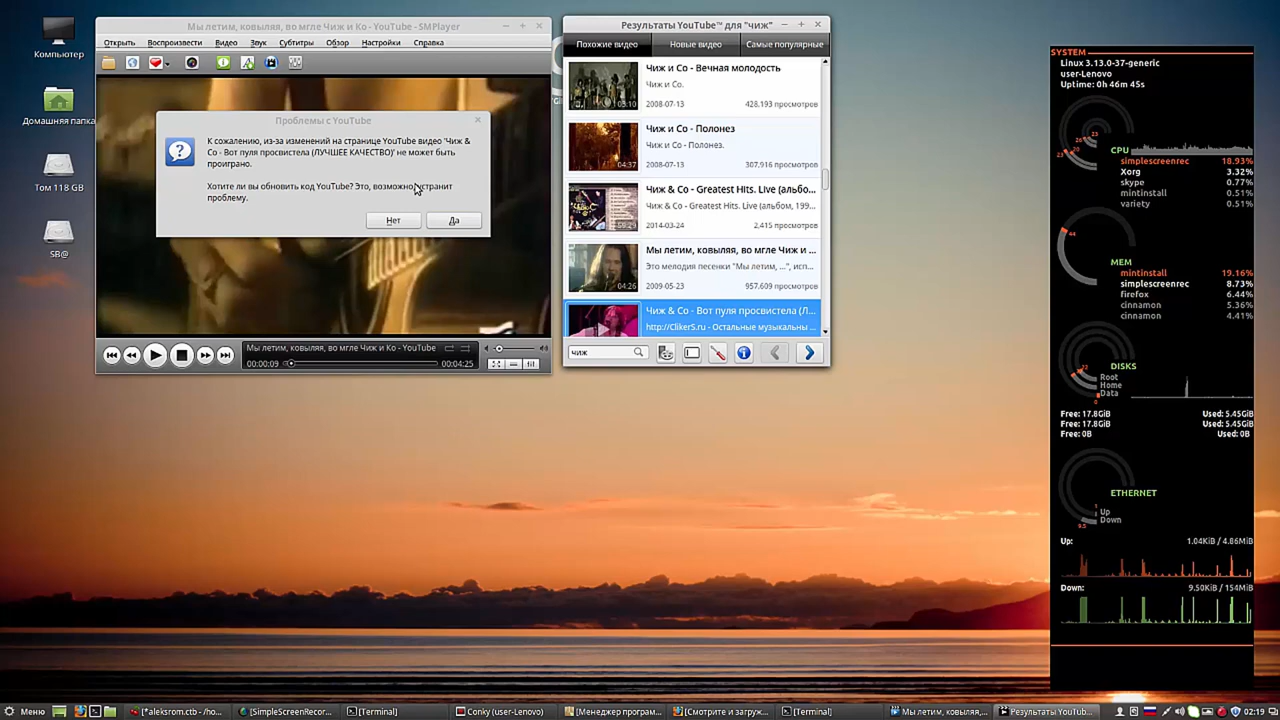 Компьютер
Домашняя папка
Том 118 GB
SB@
Мы летим, ковыляя, во мгле Чиж и Ко - YouTube - SMPlayer
Открыть Воспроизвести Видео Звук Субтитры Обзор Настройки Справка
Проблемы с YouTube
К сожалению, из-за изменений на странице YouTube видео 'Чиж &
Co - Вот пуля просвистела (ЛУЧШЕЕ КАЧЕСТВО)' не может быть
проиграно.
Хотите ли вы обновить код YouTube? Это, возможно, устранит
проблему.
Нет Да
Мы летим, ковыляя, во мгле Чиж и Ко - YouTube
00:00:09 00:04:25
Результаты YouTube™ для "чиж"
Похожие видео Новые видео Самые популярные
Чиж и Со - Вечная молодость
Чиж и Со.
03:10 2008-07-13 428,193 просмотров
Чиж и Со - Полонез
Чиж и Со - Полонез.
04:37 2008-07-13 307,916 просмотров
Чиж & Co - Greatest Hits. Live (альбо...
Чиж & Co - Greatest Hits. Live (альбом, 199...
2014-03-24 2,415 просмотров
Мы летим, ковыляя, во мгле Чиж и ...
Это мелодия песенки "Мы летим, ...", исп...
04:26 2009-05-23 957,609 просмотров
Чиж & Co - Вот пуля просвистела (Л...
http://ClikerS.ru - Остальные музыкальны ...
чиж
SYSTEM
Linux 3.13.0-37-generic
user-Lenovo
Uptime: 0h 46m 45s
CPU
simplescreenrec 18.93%
Xorg 3.32%
skype 0.77%
mintinstall 0.51%
variety 0.51%
44
MEM
mintinstall 19.16%
simplescreenrec 8.73%
firefox 6.44%
cinnamon 5.36%
cinnamon 4.41%
DISKS
Root
Home
Data
Free: 17.8GiB Used: 5.45GiB
Free: 17.8GiB Used: 5.45GiB
Free: 0B Used: 0B
ETHERNET
Up
Down
Up: 1.04KiB / 4.86MiB
Down: 9.50KiB / 154MiB
Меню [*aleksrom.ctb - /ho... [SimpleScreenReco... [Terminal] Conky (user-Lenovo) [Менеджер програм... [Смотрите и загруж... [Terminal] Мы летим, ковыляя,... Результаты YouTub... 02:19